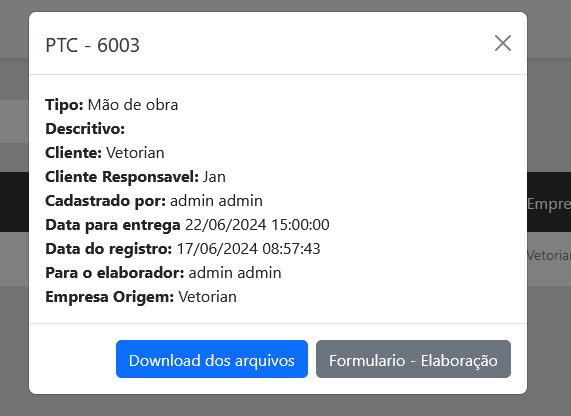 PTC - 6003
Tipo: Mão de obra
Descritivo:
Cliente: Vetorian
Cliente Responsavel: Jan
Cadastrado por: admin admin
Data para entrega 22/06/2024 15:00:00
Data do registro: 17/06/2024 08:57:43
Para o elaborador: admin admin
Empresa Origem: Vetorian
Download dos arquivos
Formulario - Elaboração
Empre
Vetorian